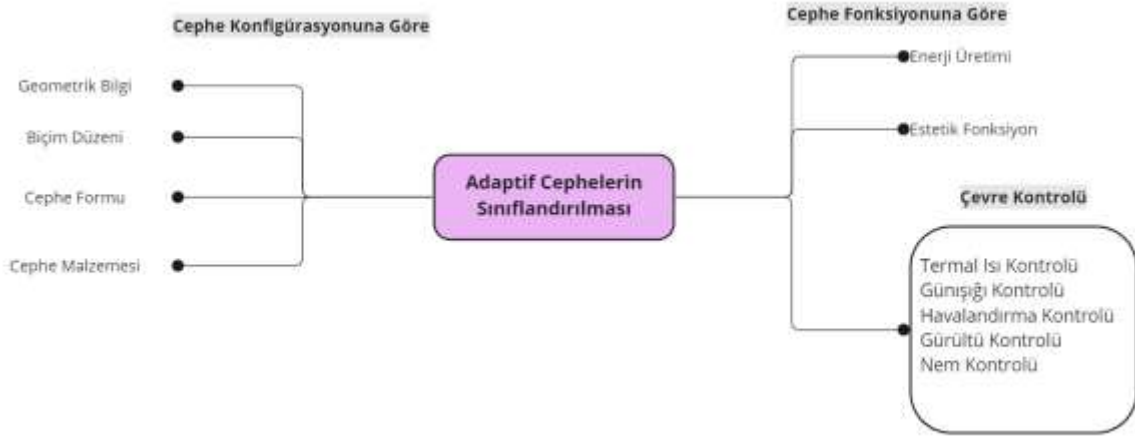 Cephe Konfigürasyonuna Göre
Geometrik Bilgi
Biçim Düzeni
Cephe Formu
Cephe Malzemesi
Adaptif Cephelerin
Sınıflandırılması
Cephe Fonksiyonuna Göre
Enerji Üretimi
Estetik Fonksiyon
Çevre Kontrolü
Termal Isı Kontrolü
Günışığı Kontrolü
Havalandırma Kontrolü
Gürültü Kontrolü
Nem Kontrolü